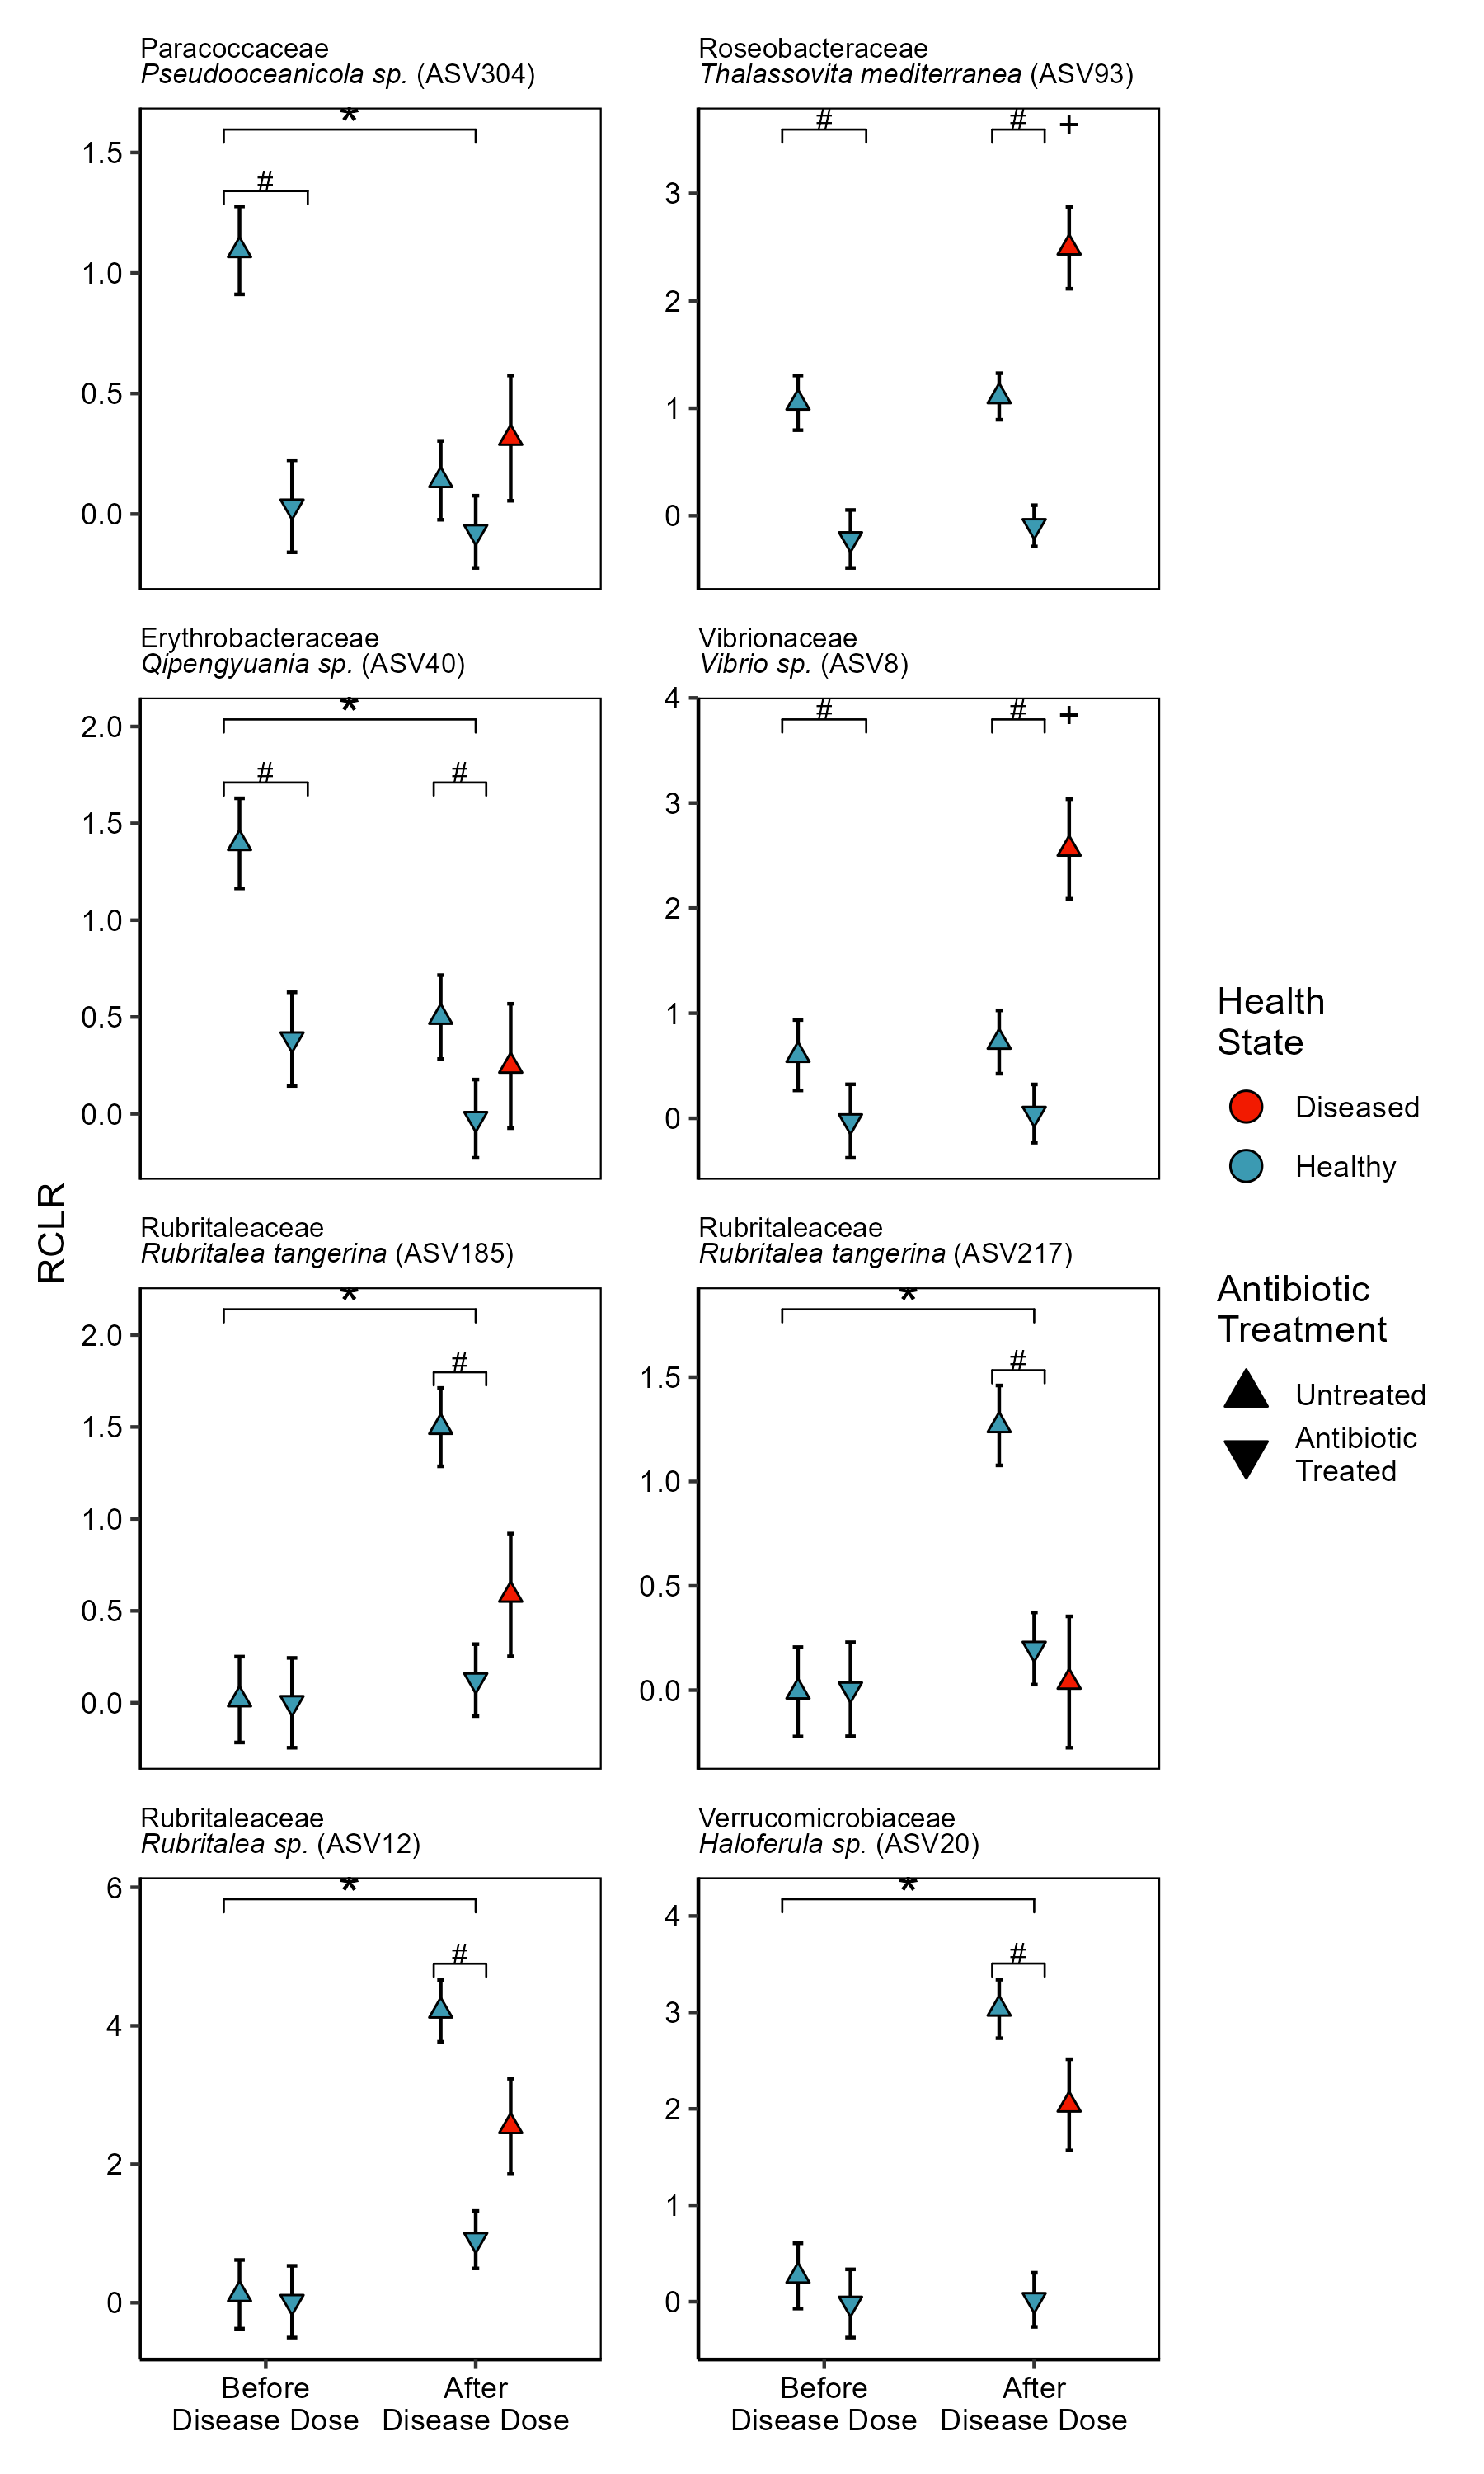 Paracoccaceae
Pseudooceanicola sp. (ASV304)
*
#
1.5
1.0
0.5
0.0
Roseobacteraceae
Thalassovita mediterranea (ASV93)
# # +
3
2
1
0
Erythrobacteraceae
Qipengyuania sp. (ASV40)
*
# #
2.0
1.5
1.0
0.5
0.0
Vibrionaceae
Vibrio sp. (ASV8)
# # +
4
3
2
1
0
Rubritaleaceae
Rubritalea tangerina (ASV185)
*
#
2.0
1.5
1.0
0.5
0.0
Rubritaleaceae
Rubritalea tangerina (ASV217)
*
#
1.5
1.0
0.5
0.0
Rubritaleaceae
Rubritalea sp. (ASV12)
*
#
6
4
2
0
Before
Disease Dose
After
Disease Dose
Verrucomicrobiaceae
Haloferula sp. (ASV20)
*
#
4
3
2
1
0
Before
Disease Dose
After
Disease Dose
RCLR
Health
State
Diseased
Healthy
Antibiotic
Treatment
Untreated
Antibiotic
Treated